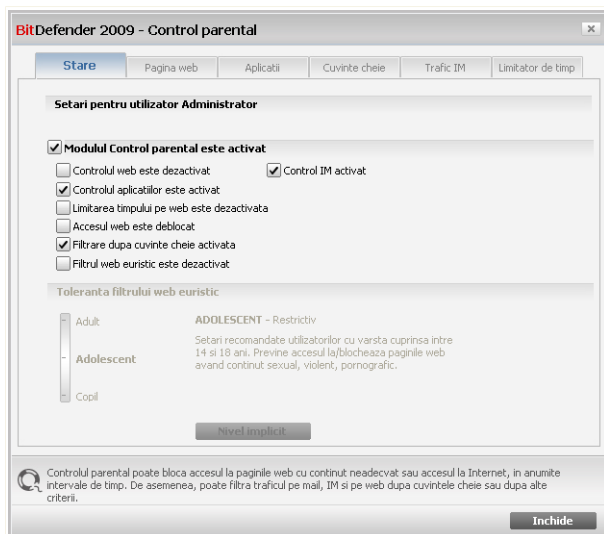 BitDefender 2009 - Control parental
Stare
Pagina web
Aplicatii
Cuvinte cheie
Trafic IM
Limitator de timp
Setari pentru utilizator Administrator
Modulul Control parental este activat
Controlul web este dezactivat
Control IM activat
Controlul aplicatiilor este activat
Limitarea timpului pe web este dezactivata
Accesul web este deblocat
Filtrare dupa cuvinte cheie activata
Filtrul web euristic este dezactivat
Toleranta filtrului web euristic
Adult
ADOLESCENT - Restrictiv
Setari recomandate utilizatorilor cu varsta cuprinsa intre
14 si 18 ani. Previne accesul la/blocheaza paginile web
avand continut sexual, violent, pornografic.
Adolescent
Copil
Nivel implicit
Controlul parental poate bloca accesul la paginile web cu continut neadecvat sau accesul la Internet, in anumite
intervale de timp. De asemenea, poate filtra traficul pe mail, IM si pe web dupa cuvintele cheie sau dupa alte
criterii.
Inchide